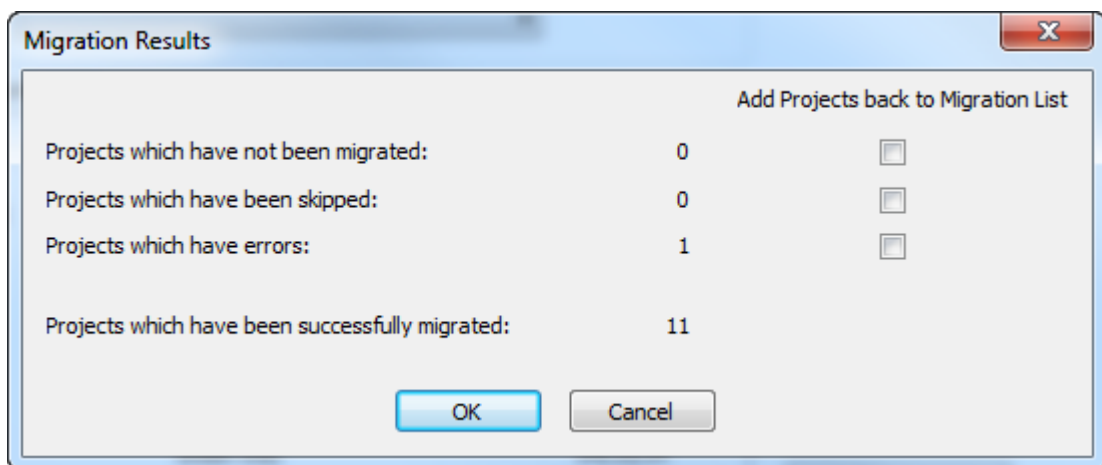 Migration Results
Add Projects back to Migration List
Projects which have not been migrated: 0
Projects which have been skipped: 0
Projects which have errors: 1
Projects which have been successfully migrated: 11
OK Cancel